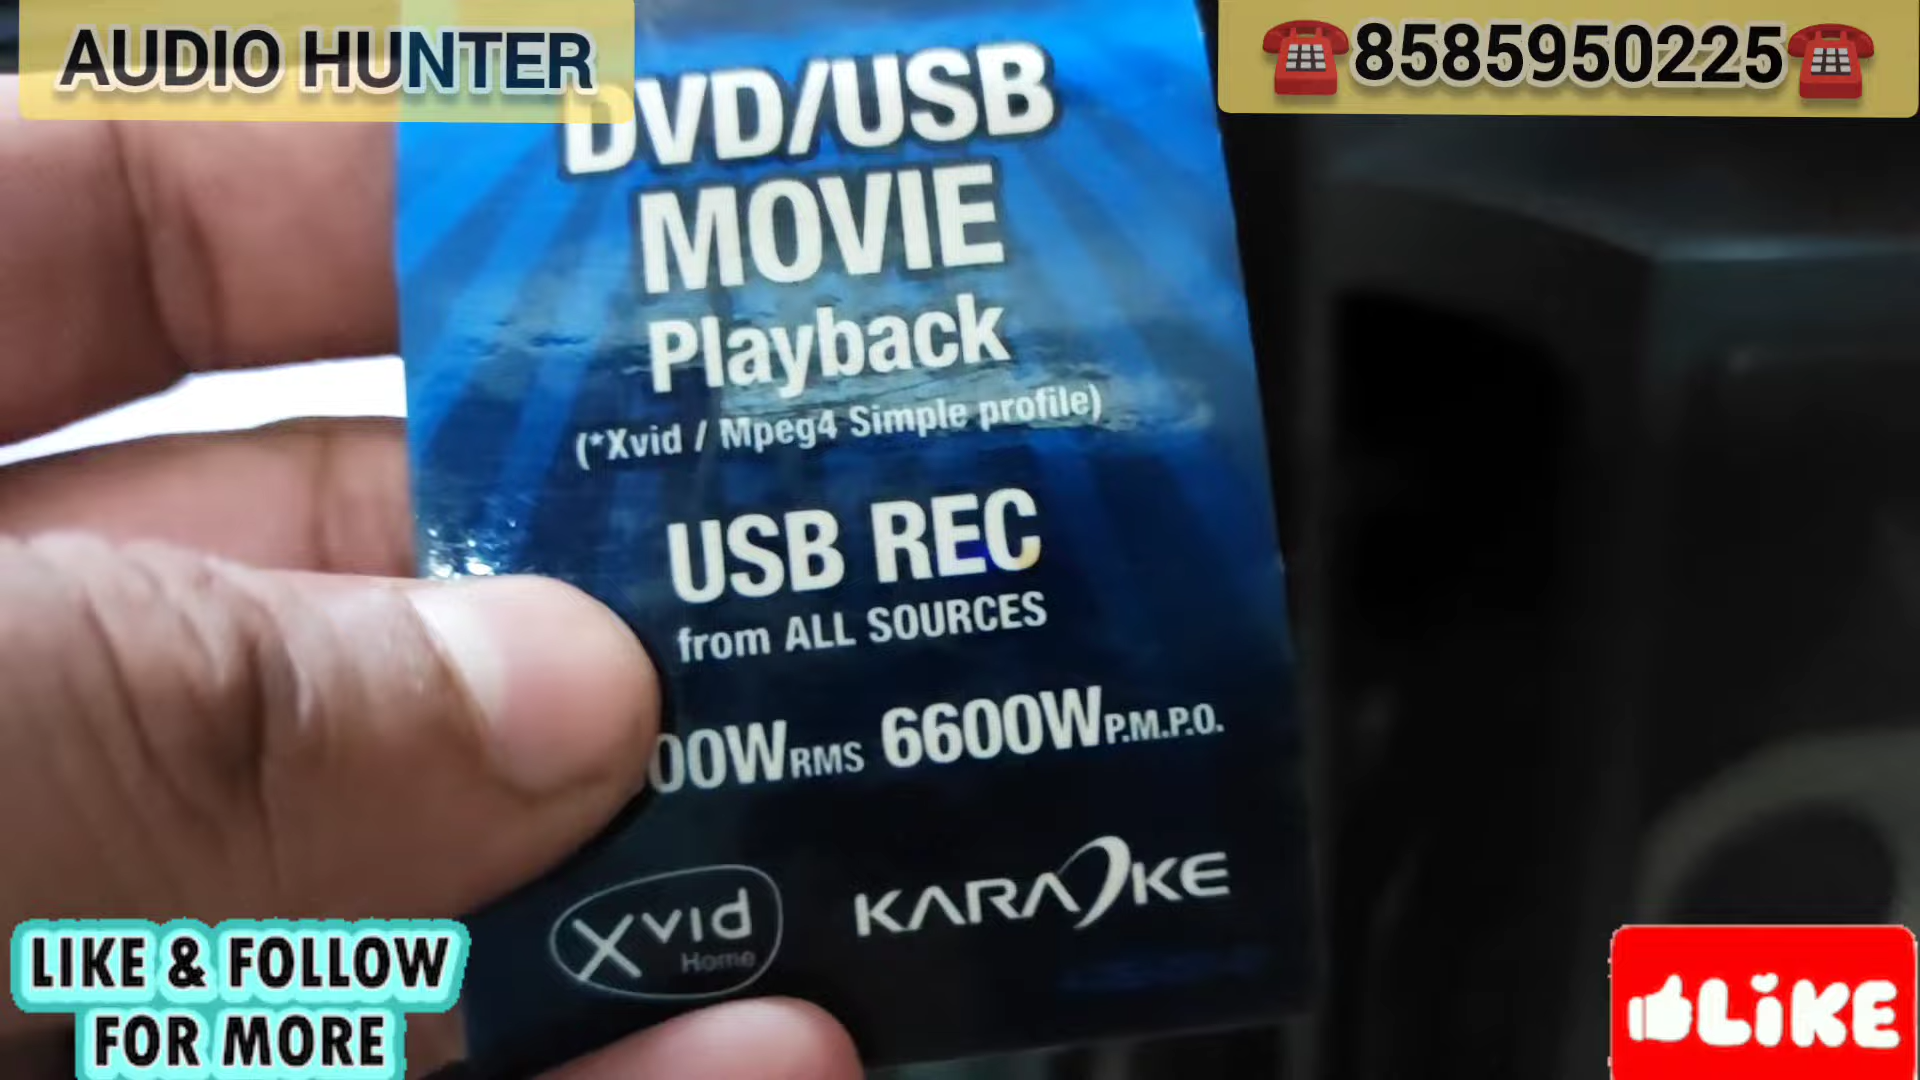 AUDIO HUNTER
☎8585950225☎
DVD/USB
MOVIE
Playback
(*Xvid / Mpeg4 Simple profile)
USB REC
from ALL SOURCES
00WRMS 6600WP.M.P.O.
Xvid
Home
KARAOKE
LIKE & FOLLOW
FOR MORE
LiKE